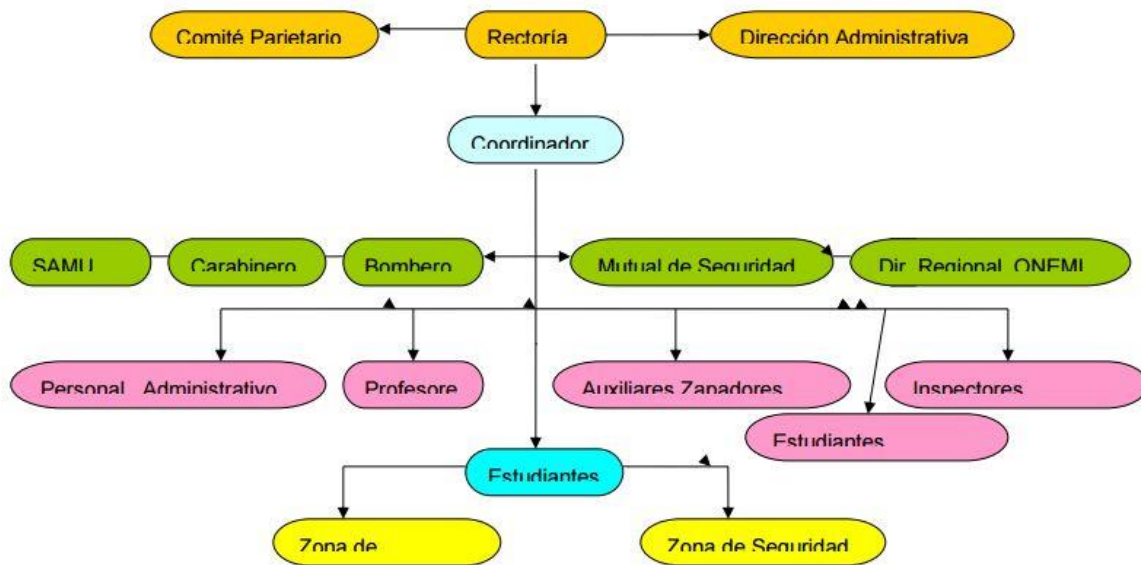 Comité Parietario
Rectoría
Dirección Administrativa
Coordinador
SAMU
Carabinero
Bombero
Mutual de Seguridad
Dir. Regional ONEMI
Personal Administrativo
Profesore
Auxiliares Zapadores
Inspectores
Estudiantes
Estudiantes
Zona de
Zona de Seguridad